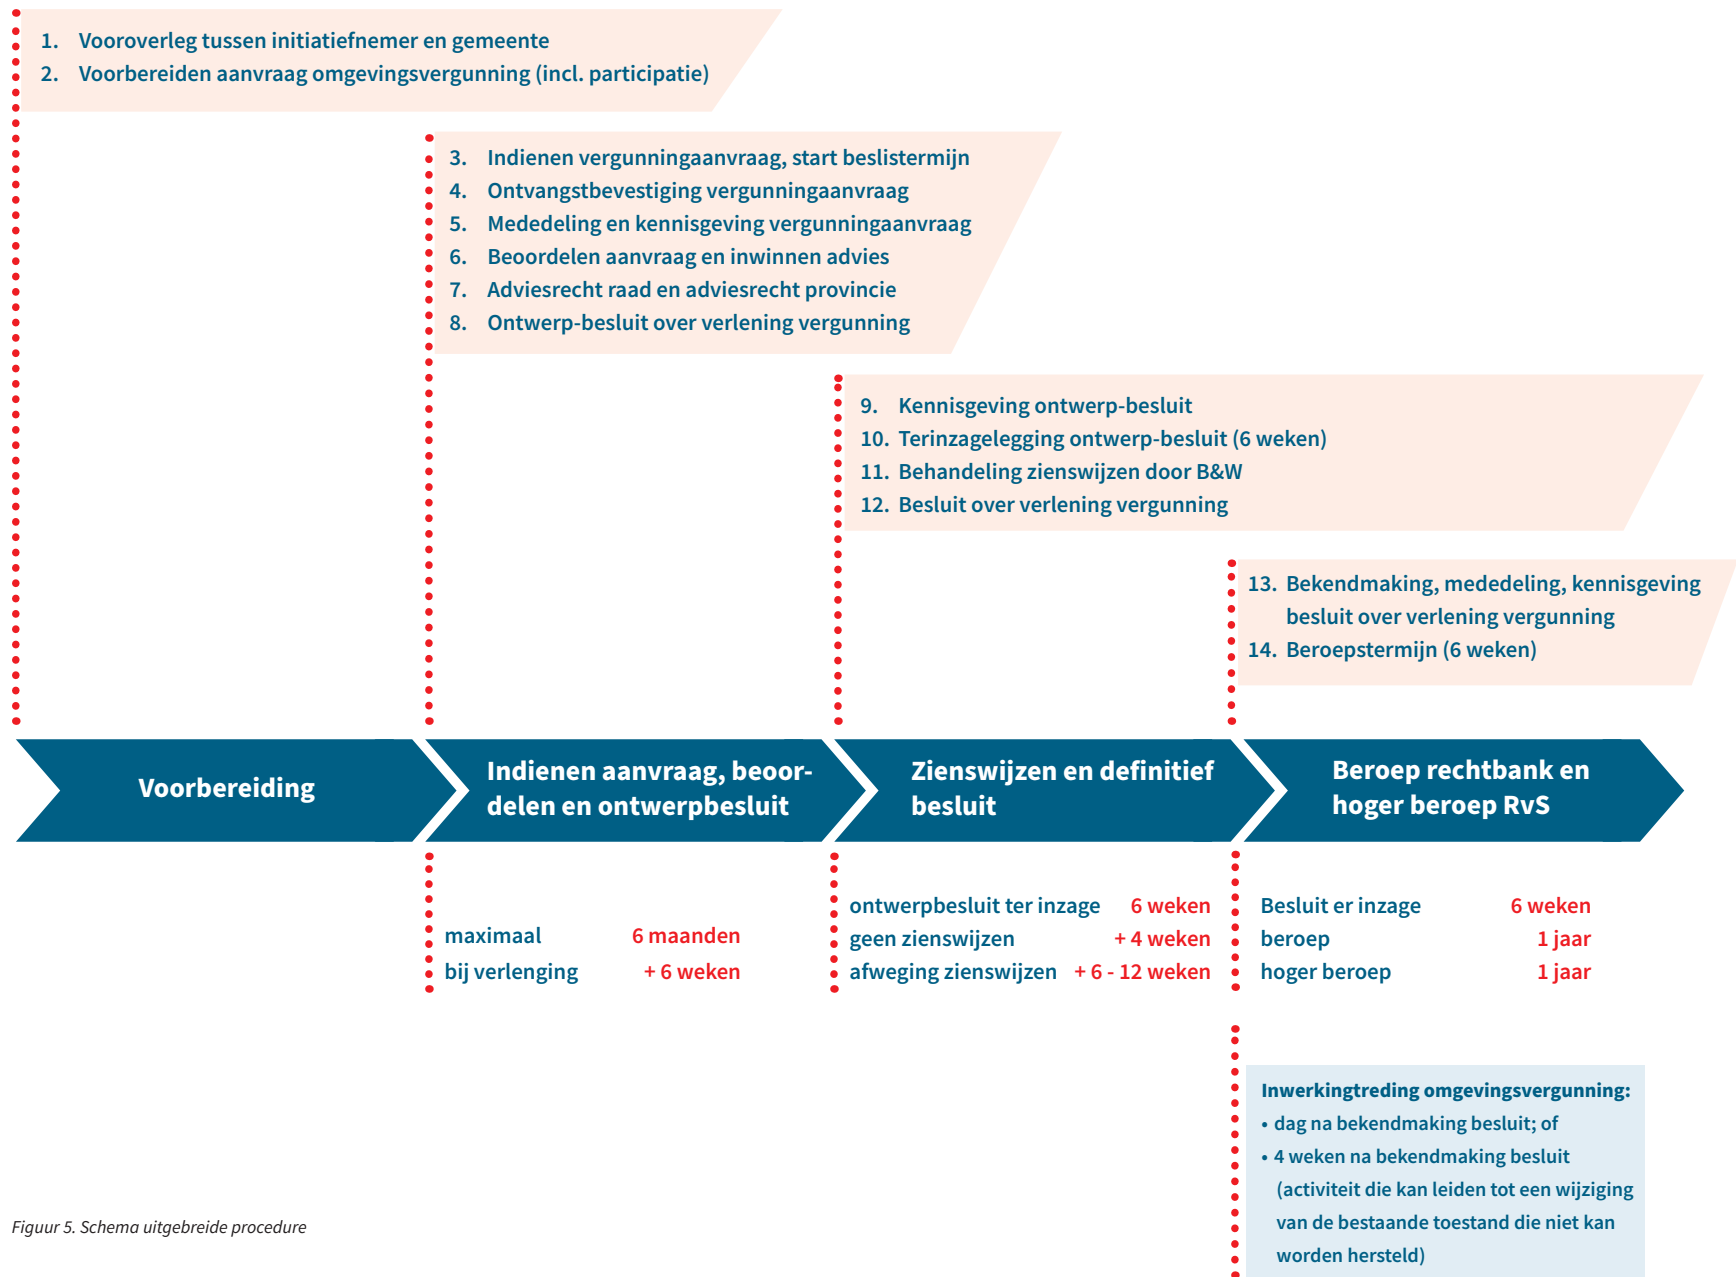 1. Vooroverleg tussen initiatiefnemer en gemeente
2. Voorbereiden aanvraag omgevingsvergunning (incl. participatie)
3. Indienen vergunningaanvraag, start beslistermijn
4. Ontvangstbevestiging vergunningaanvraag
5. Mededeling en kennisgeving vergunningaanvraag
6. Beoordelen aanvraag en inwinnen advies
7. Adviesrecht raad en adviesrecht provincie
8. Ontwerp-besluit over verlening vergunning
9. Kennisgeving ontwerp-besluit
10. Terinzagelegging ontwerp-besluit (6 weken)
11. Behandeling zienswijzen door B&W
12. Besluit over verlening vergunning
13. Bekendmaking, mededeling, kennisgeving
besluit over verlening vergunning
14. Beroepstermijn (6 weken)
Voorbereiding
Indienen aanvraag, beoor-
delen en ontwerpbesluit
Zienswijzen en definitief
besluit
Beroep rechtbank en
hoger beroep RvS
maximaal 6 maanden
bij verlenging + 6 weken
ontwerpbesluit ter inzage 6 weken
geen zienswijzen + 4 weken
afweging zienswijzen + 6 - 12 weken
Besluit er inzage 6 weken
beroep 1 jaar
hoger beroep 1 jaar
Inwerkingtreding omgevingsvergunning:
• dag na bekendmaking besluit; of
• 4 weken na bekendmaking besluit
(activiteit die kan leiden tot een wijziging
van de bestaande toestand die niet kan
worden hersteld)
Figuur 5. Schema uitgebreide procedure